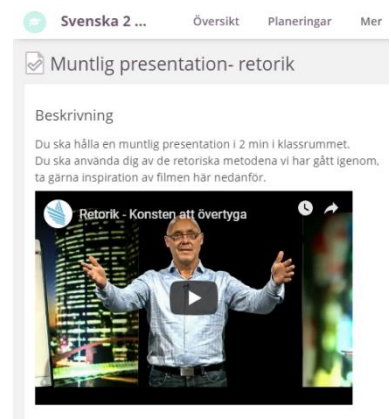 Svenska 2 ... Översikt Planeringar Mer
Muntlig presentation- retorik
Beskrivning
Du ska hålla en muntlig presentation i 2 min i klassrummet.
Du ska använda dig av de retoriska metodena vi har gått igenom,
ta gärna inspiration av filmen här nedanför.
Retorik - Konsten att övertyga